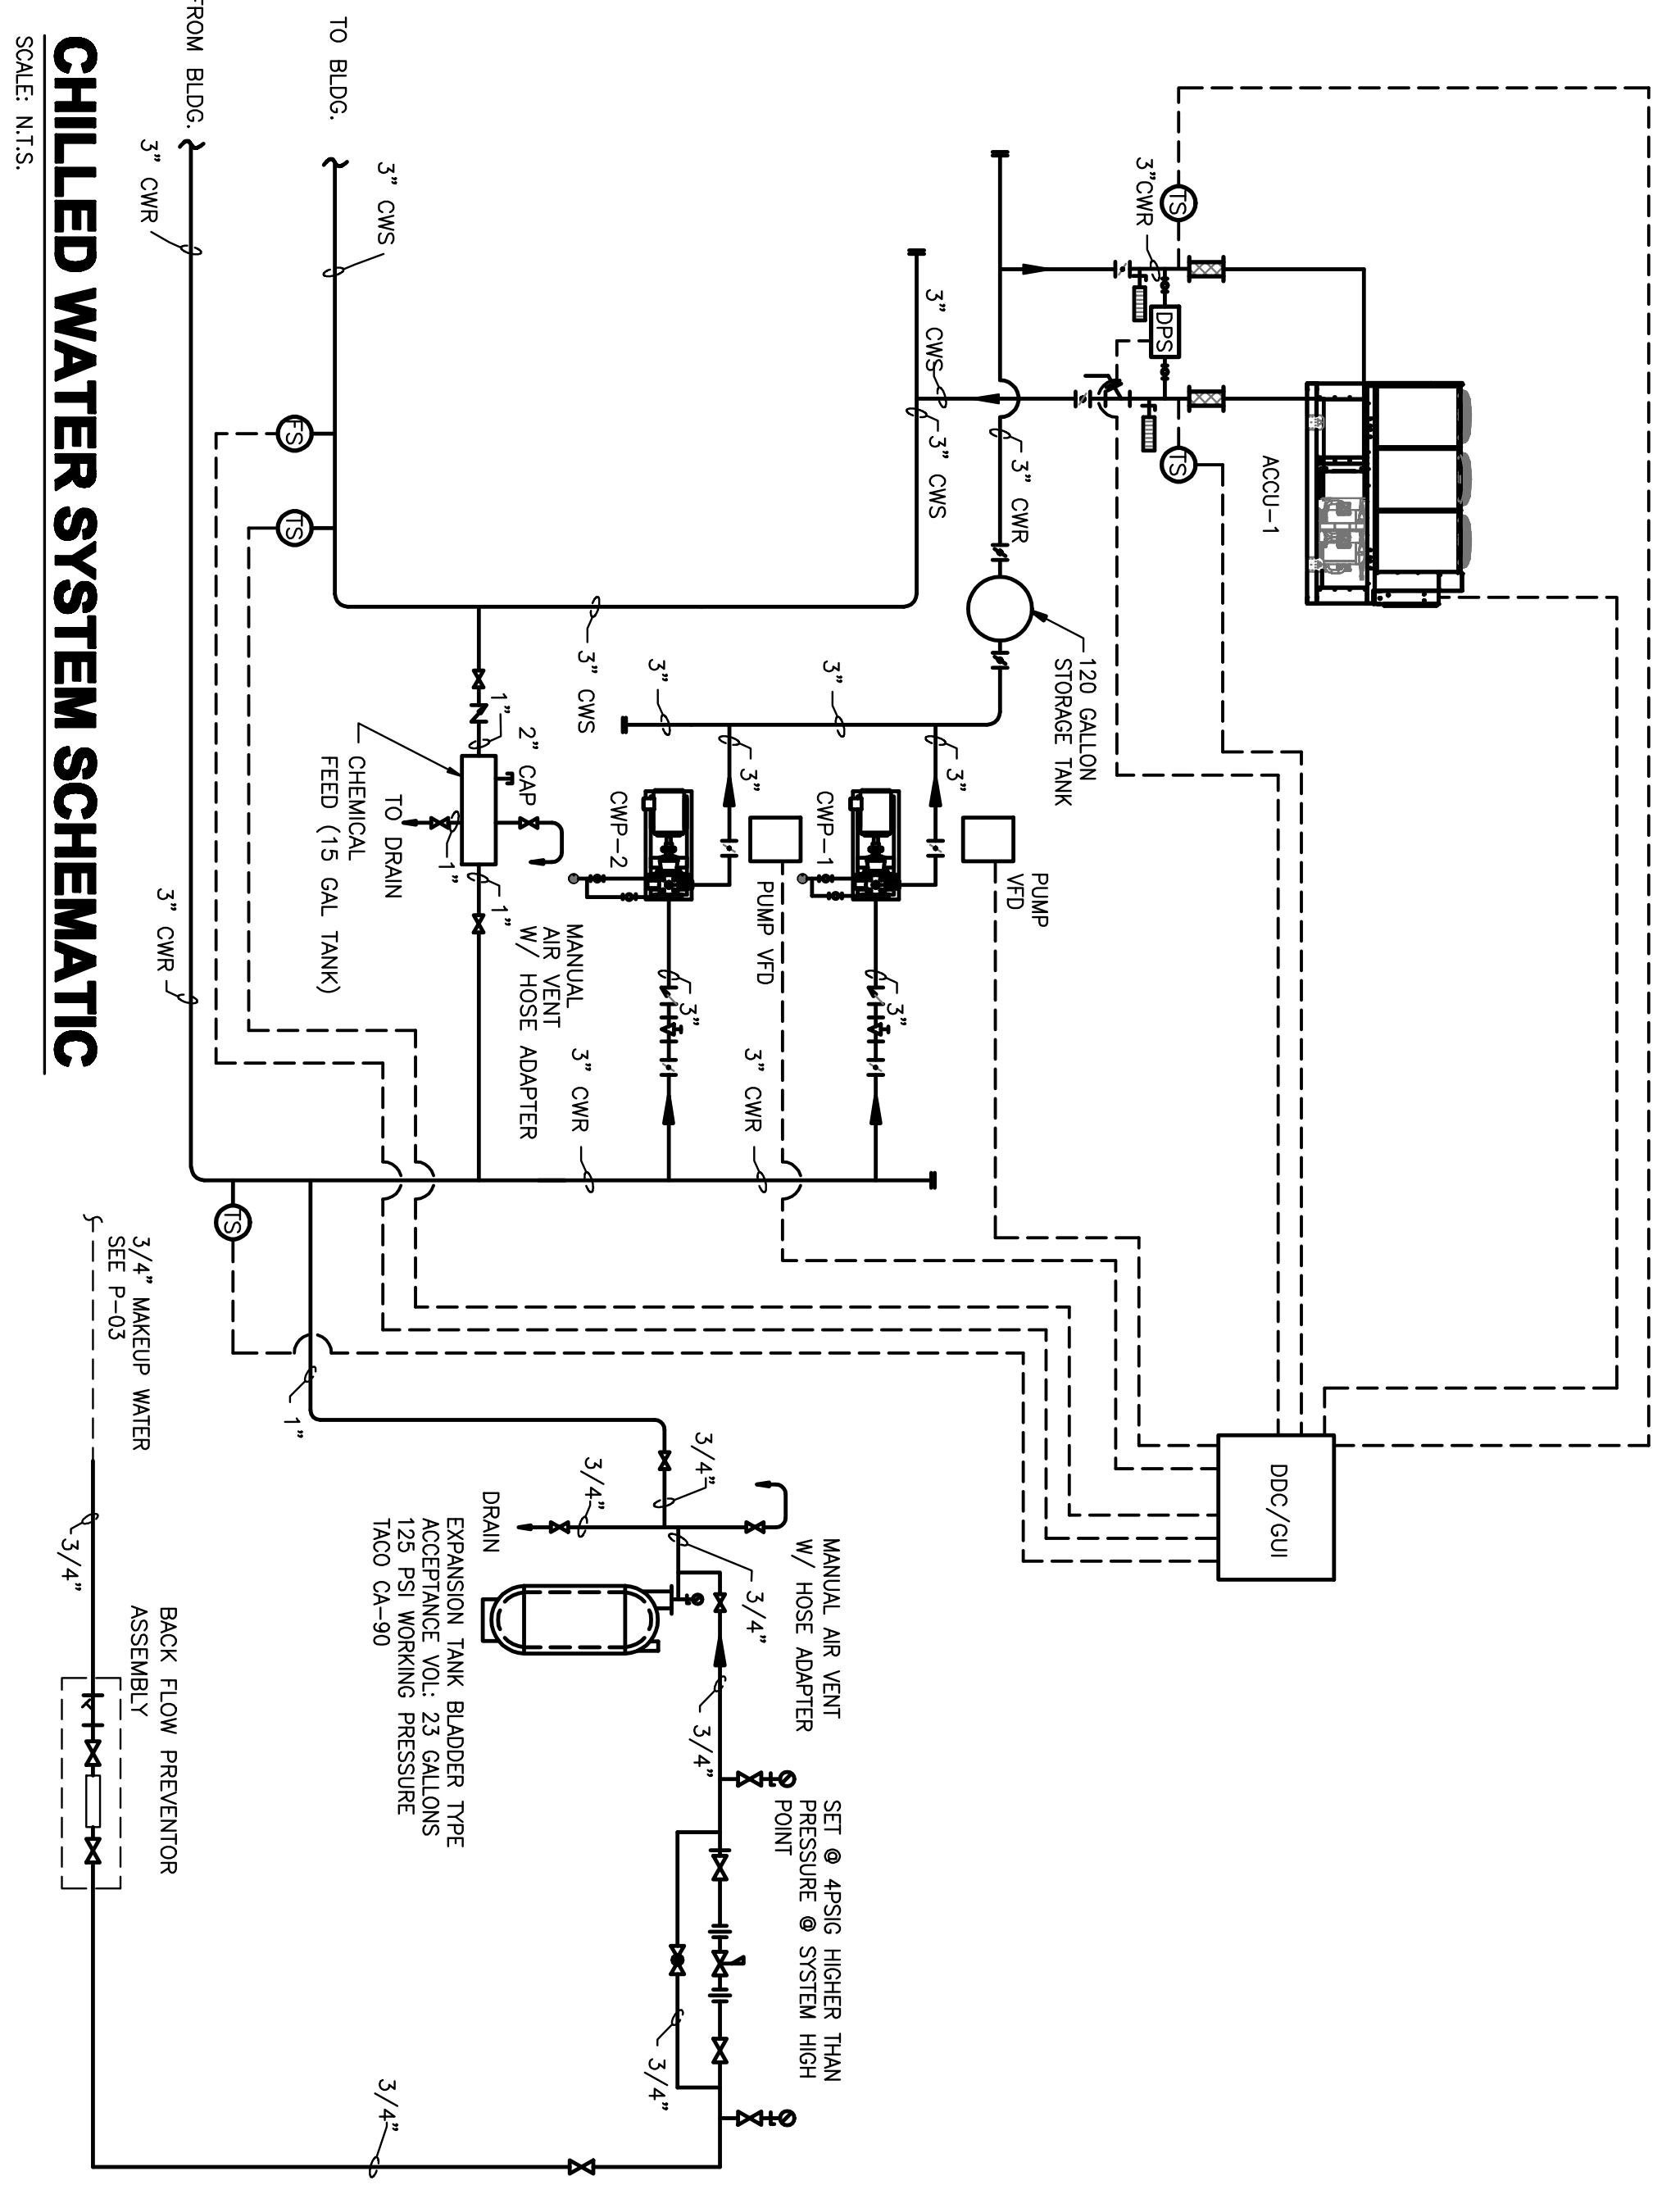 TS
3"CWR
DPS
TS
ACCU-1
3" CWS
3" CWS
3" CWR
120 GALLON
STORAGE TANK
DDC/GUI
PUMP
VFD
3"
3"
CWP-1
3"
3" CWR
PUMP VFD
3"
3"
CWP-2
3"
3" CWR
MANUAL
AIR VENT
W/ HOSE ADAPTER
TO BLDG.
3" CWS
FS
TS
3" CWS
1"
2" CAP
1"
1"
TO DRAIN
CHEMICAL
FEED (15 GAL TANK)
FROM BLDG.
3" CWR
3" CWR
TS
1"
MANUAL AIR VENT
W/ HOSE ADAPTER
3/4"
3/4"
3/4"
3/4"
DRAIN
EXPANSION TANK BLADDER TYPE
ACCEPTANCE VOL: 23 GALLONS
125 PSI WORKING PRESSURE
TACO CA-90
SET @ 4PSIG HIGHER THAN
PRESSURE @ SYSTEM HIGH
POINT
3/4"
3/4"
3/4" MAKEUP WATER
SEE P-03
3/4"
BACK FLOW PREVENTOR
ASSEMBLY
CHILLED WATER SYSTEM SCHEMATIC
SCALE: N.T.S.